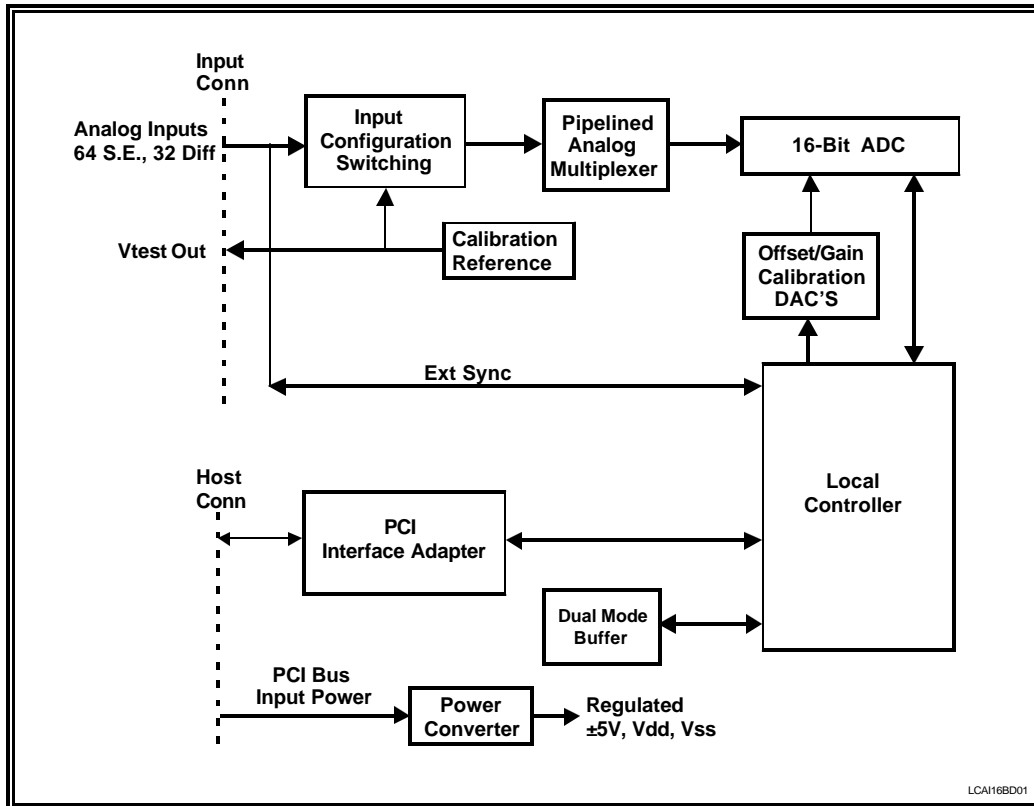 Input
Conn
Analog Inputs
64 S.E., 32 Diff
Input
Configuration
Switching
Pipelined
Analog
Multiplexer
16-Bit ADC
Vtest Out
Calibration
Reference
Offset/Gain
Calibration
DAC'S
Ext Sync
Local
Controller
Host
Conn
PCI
Interface Adapter
Dual Mode
Buffer
PCI Bus
Input Power
Power
Converter
Regulated
±5V, Vdd, Vss
LCAI16BD01